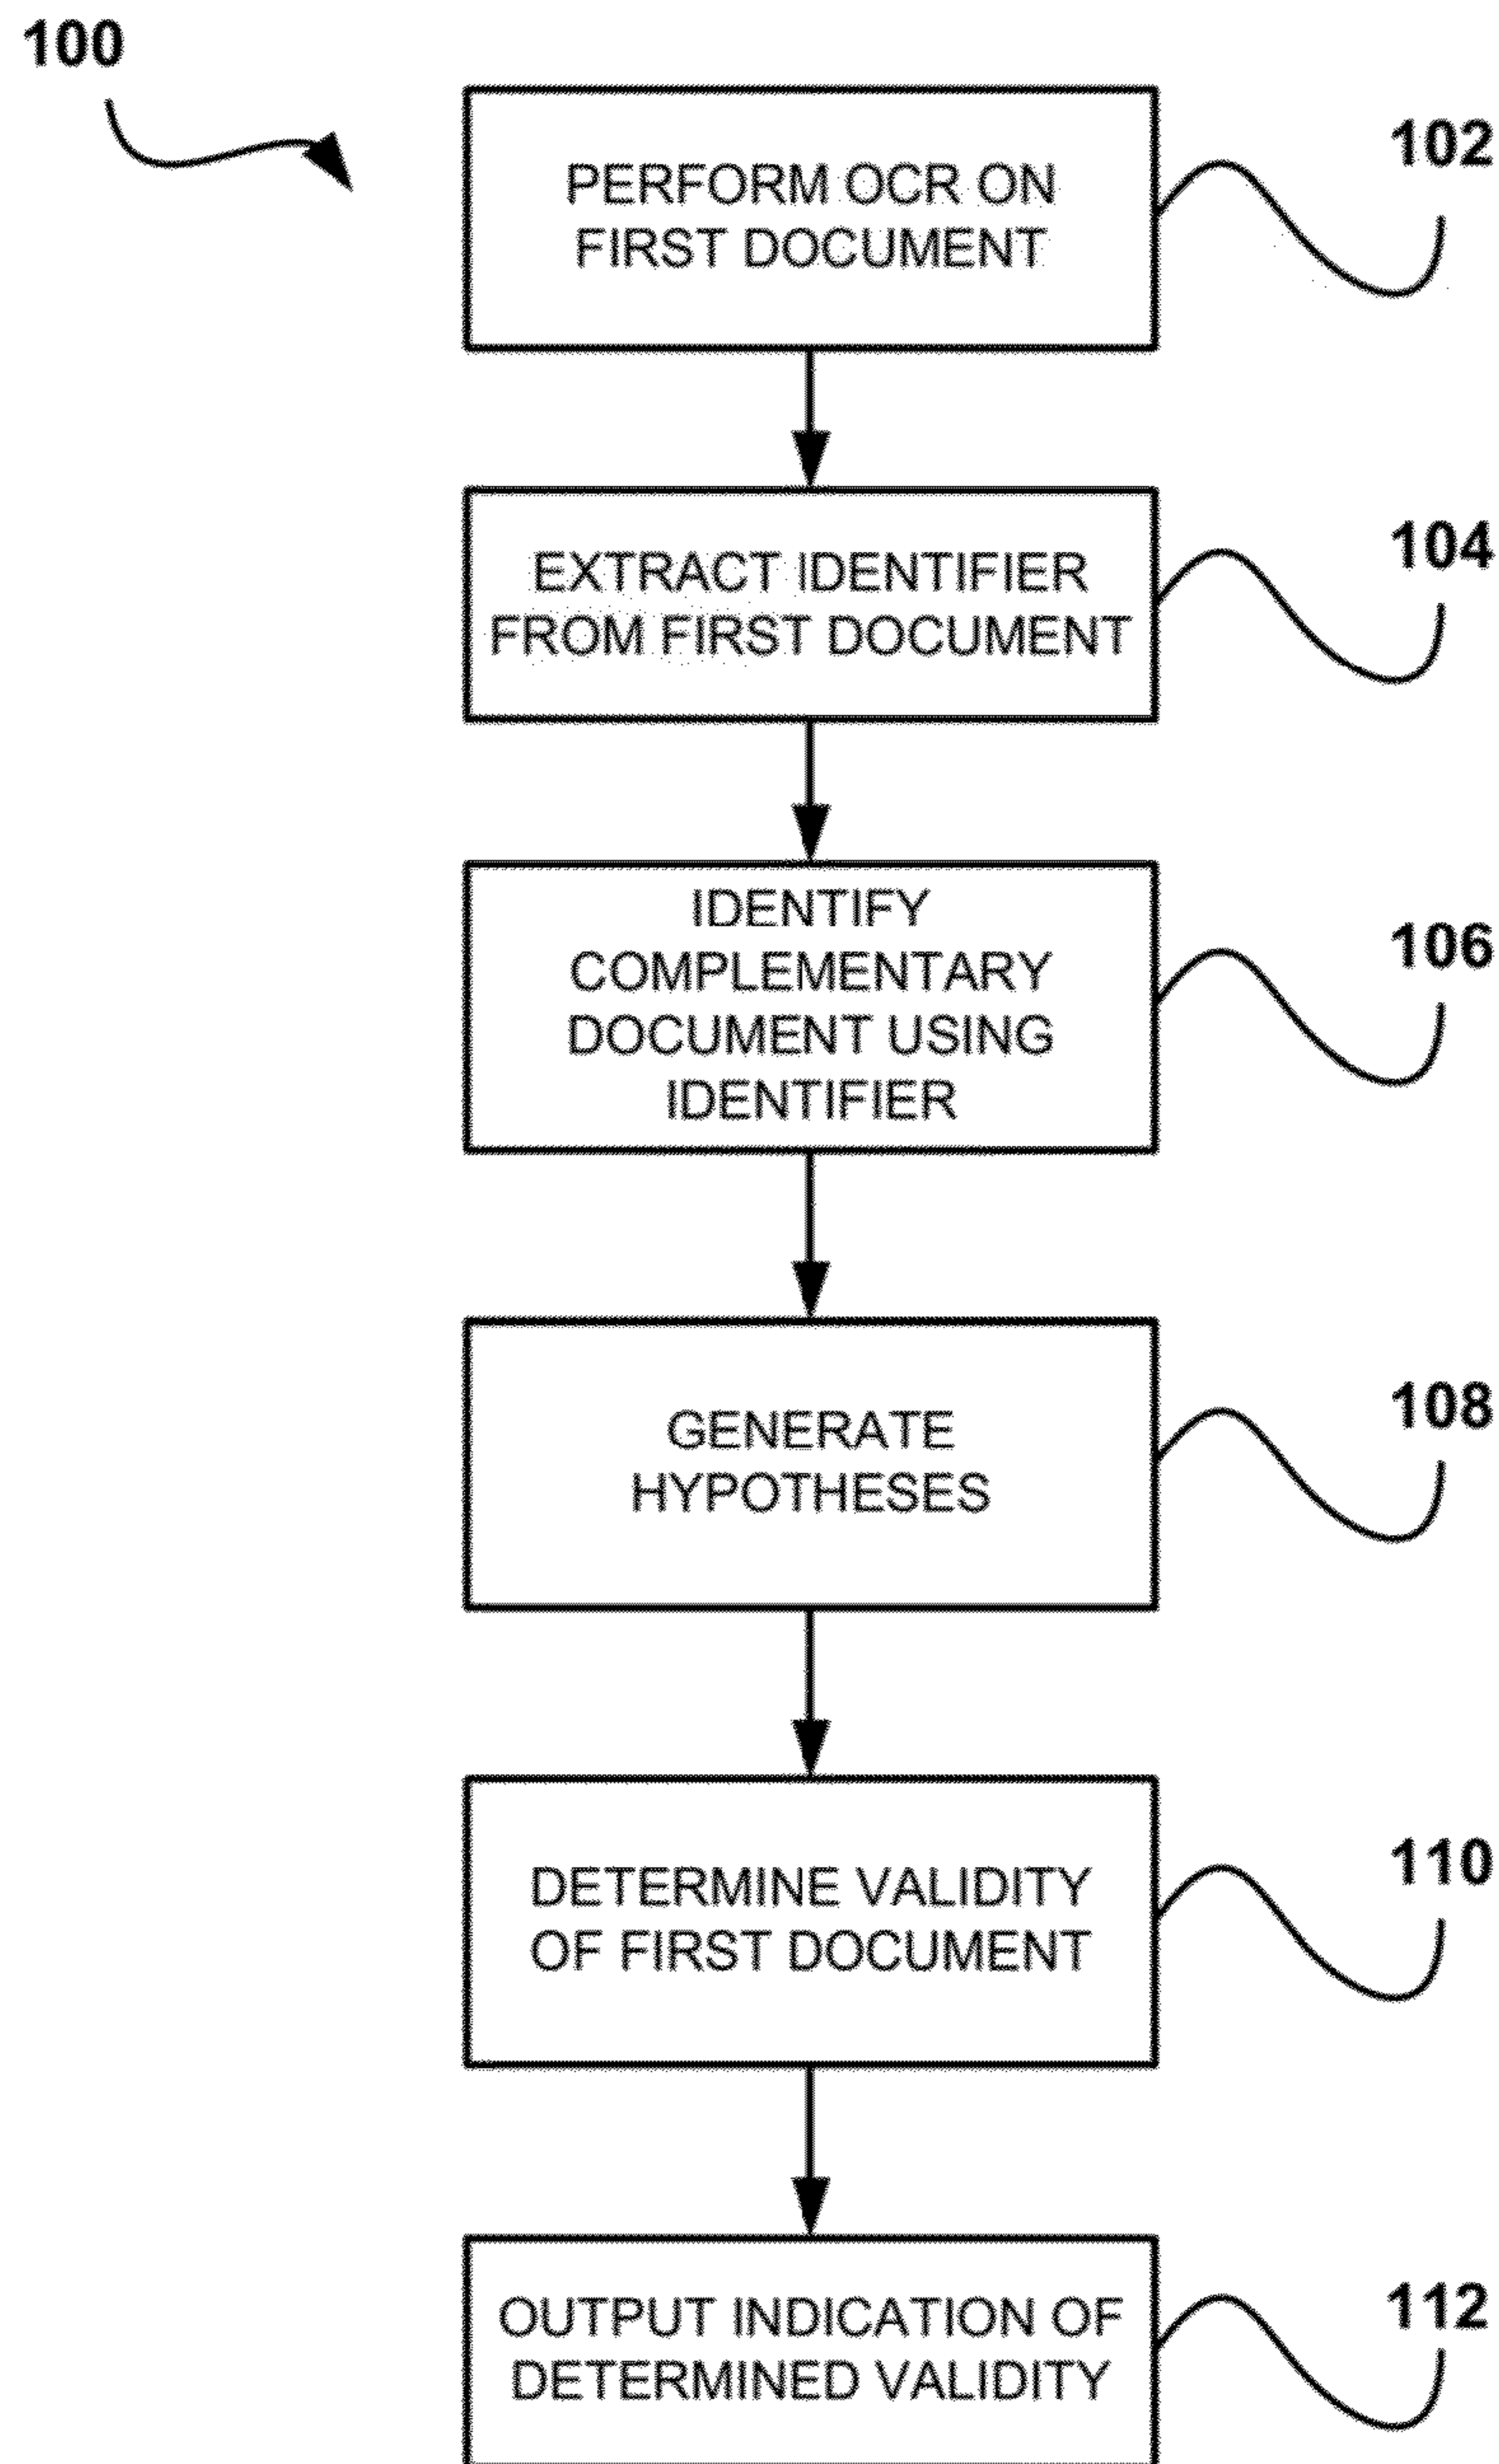 100
PERFORM OCR ON
FIRST DOCUMENT
102
EXTRACT IDENTIFIER
FROM FIRST DOCUMENT
104
IDENTIFY
COMPLEMENTARY
DOCUMENT USING
IDENTIFIER
106
GENERATE
HYPOTHESES
108
DETERMINE VALIDITY
OF FIRST DOCUMENT
110
OUTPUT INDICATION OF
DETERMINED VALIDITY
112